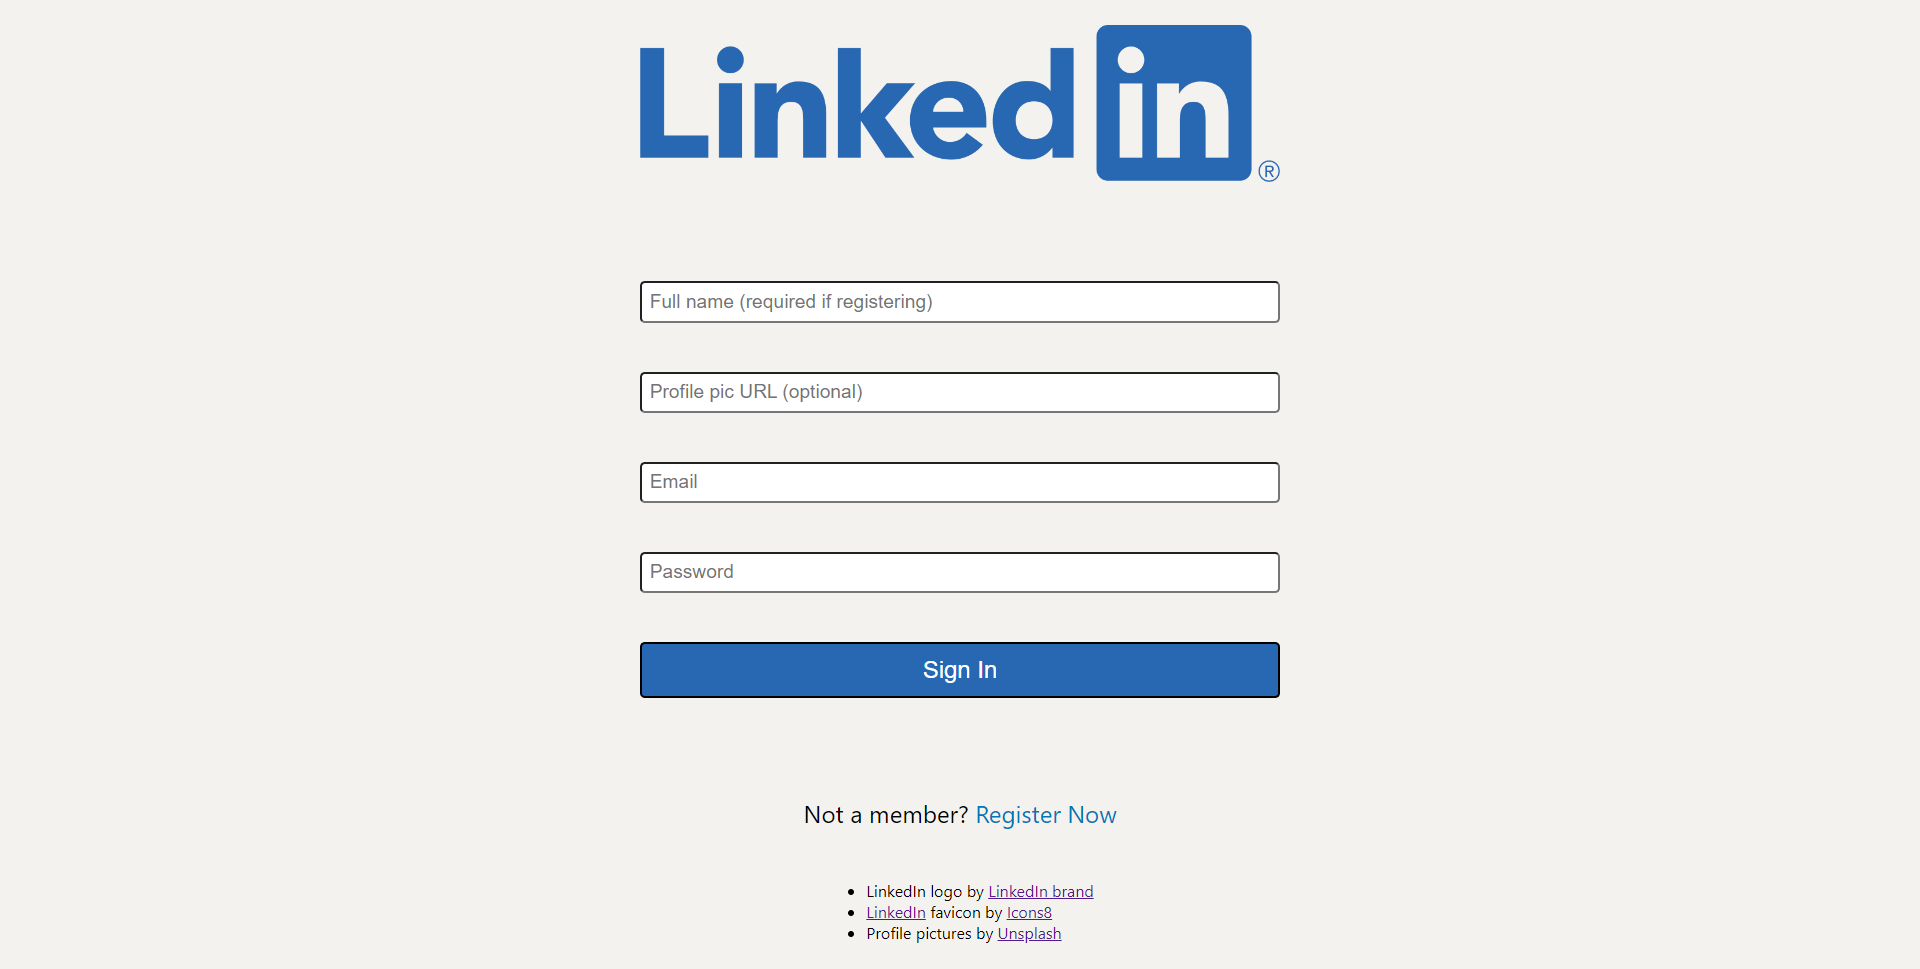 Linked in ®
Full name (required if registering)
Profile pic URL (optional)
Email
Password
Sign In
Not a member? Register Now
• LinkedIn logo by LinkedIn brand
• LinkedIn favicon by Icons8
• Profile pictures by Unsplash